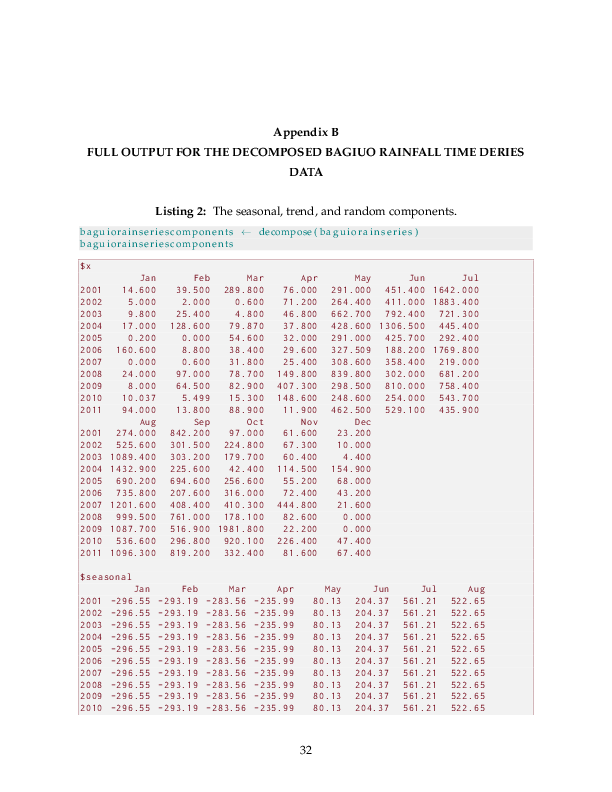 Appendix B
FULL OUTPUT FOR THE DECOMPOSED BAGIUO RAINFALL TIME DERIES
DATA
Listing 2: The seasonal, trend, and random components.
baguiorainseriescomponents ← decompose(baguiorainseries)
baguiorainseriescomponents
$x
Jan Feb Mar Apr May Jun Jul
2001 14.600 39.500 289.800 76.000 291.000 451.400 1642.000
2002 5.000 2.000 0.600 71.200 264.400 411.000 1883.400
2003 9.800 25.400 4.800 46.800 662.700 792.400 721.300
2004 17.000 128.600 79.870 37.800 428.600 1306.500 445.400
2005 0.200 0.000 54.600 32.000 291.000 425.700 292.400
2006 160.600 8.800 38.400 29.600 327.509 188.200 1769.800
2007 0.000 0.600 31.800 25.400 308.600 358.400 219.000
2008 24.000 97.000 78.700 149.800 839.800 302.000 681.200
2009 8.000 64.500 82.900 407.300 298.500 810.000 758.400
2010 10.037 5.499 15.300 148.600 248.600 254.000 543.700
2011 94.000 13.800 88.900 11.900 462.500 529.100 435.900
Aug Sep Oct Nov Dec
2001 274.000 842.200 97.000 61.600 23.200
2002 525.600 301.500 224.800 67.300 10.000
2003 1089.400 303.200 179.700 60.400 4.400
2004 1432.900 225.600 42.400 114.500 154.900
2005 690.200 694.600 256.600 55.200 68.000
2006 735.800 207.600 316.000 72.400 43.200
2007 1201.600 408.400 410.300 444.800 21.600
2008 999.500 761.000 178.100 82.600 0.000
2009 1087.700 516.900 1981.800 22.200 0.000
2010 536.600 296.800 920.100 226.400 47.400
2011 1096.300 819.200 332.400 81.600 67.400
$seasonal
Jan Feb Mar Apr May Jun Jul Aug
2001 -296.55 -293.19 -283.56 -235.99 80.13 204.37 561.21 522.65
2002 -296.55 -293.19 -283.56 -235.99 80.13 204.37 561.21 522.65
2003 -296.55 -293.19 -283.56 -235.99 80.13 204.37 561.21 522.65
2004 -296.55 -293.19 -283.56 -235.99 80.13 204.37 561.21 522.65
2005 -296.55 -293.19 -283.56 -235.99 80.13 204.37 561.21 522.65
2006 -296.55 -293.19 -283.56 -235.99 80.13 204.37 561.21 522.65
2007 -296.55 -293.19 -283.56 -235.99 80.13 204.37 561.21 522.65
2008 -296.55 -293.19 -283.56 -235.99 80.13 204.37 561.21 522.65
2009 -296.55 -293.19 -283.56 -235.99 80.13 204.37 561.21 522.65
2010 -296.55 -293.19 -283.56 -235.99 80.13 204.37 561.21 522.65
32